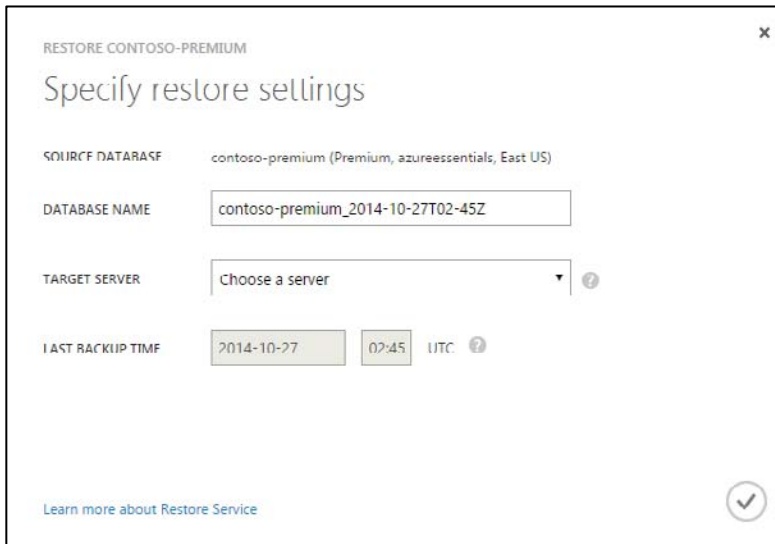 RESTORE CONTOSO-PREMIUM
Specify restore settings
SOURCE DATABASE contoso-premium (Premium, azureessentials, East US)
DATABASE NAME contoso-premium_2014-10-27T02-45Z
TARGET SERVER Choose a server ?
LAST BACKUP TIME 2014-10-27 02:45 UTC ?
Learn more about Restore Service